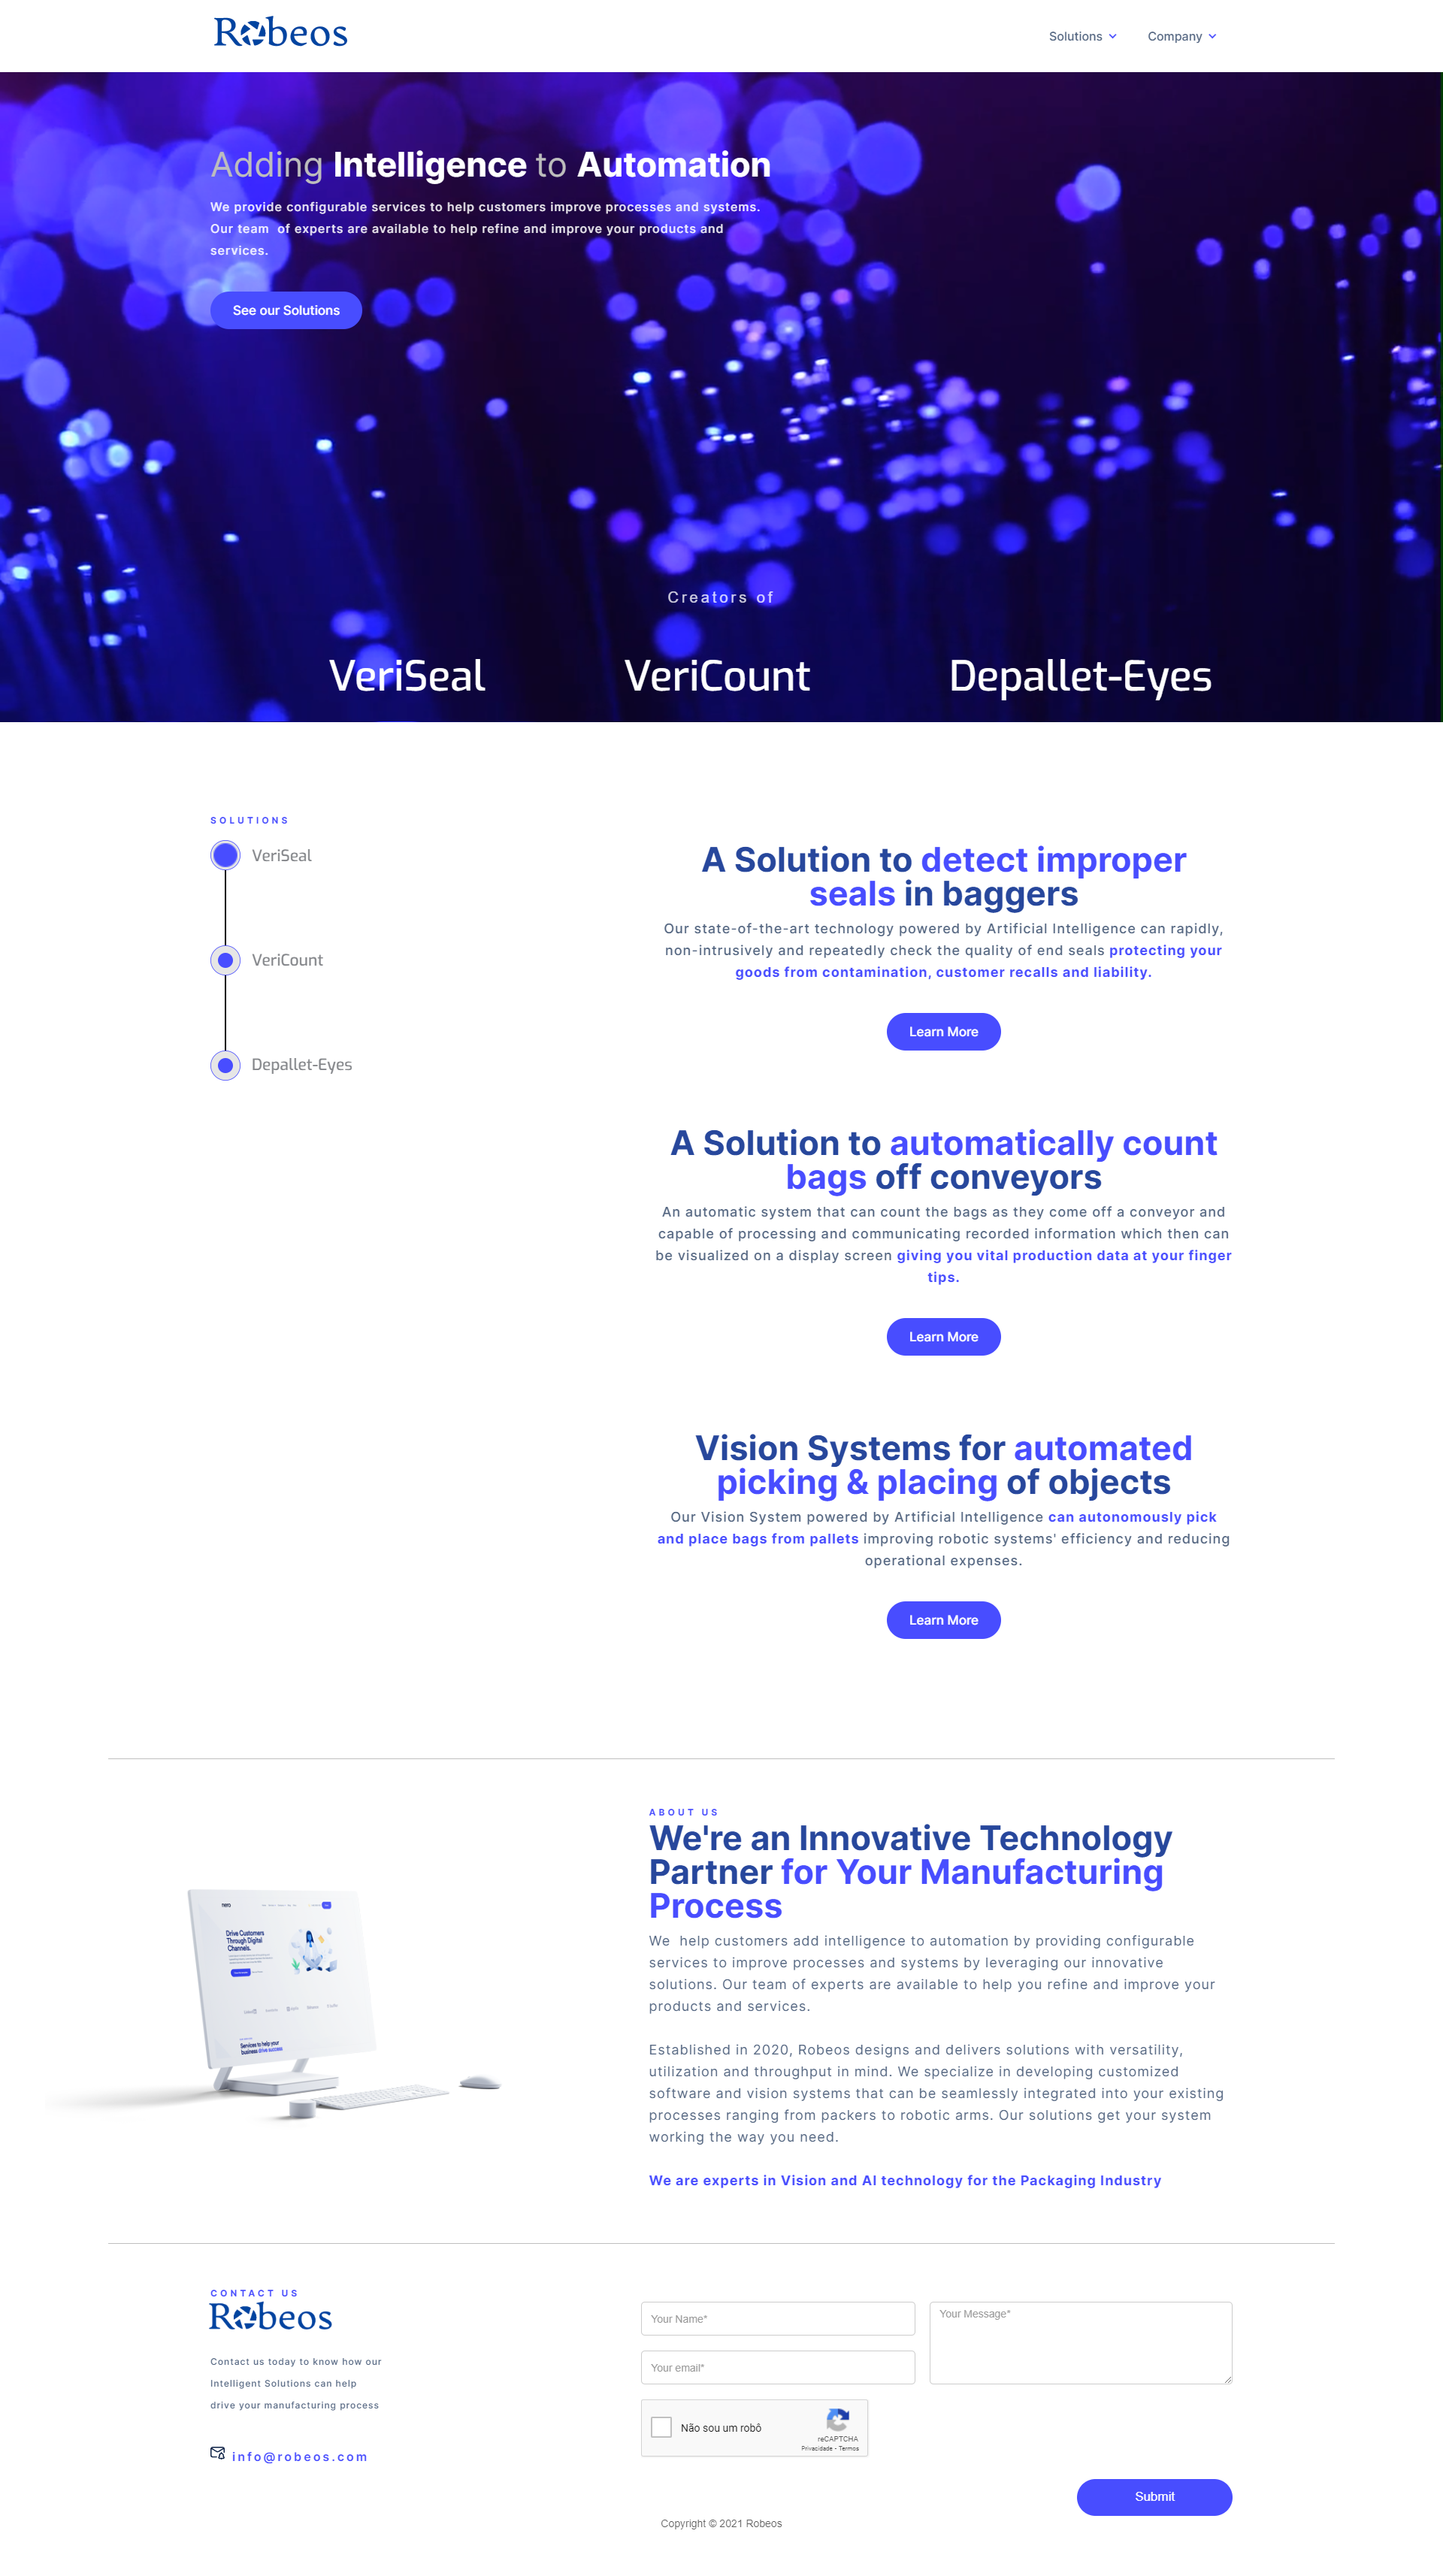 Robeos
Solutions
Company
Adding Intelligence to Automation
We provide configurable services to help customers improve processes and systems.
Our team  of experts are available to help refine and improve your products and
services.
See our Solutions
Creators of
VeriSeal
VeriCount
Depallet-Eyes
SOLUTIONS
VeriSeal
VeriCount
Depallet-Eyes
A Solution to detect improper
seals in baggers
Our state-of-the-art technology powered by Artificial Intelligence can rapidly,
non-intrusively and repeatedly check the quality of end seals protecting your
goods from contamination, customer recalls and liability.
Learn More
A Solution to automatically count
bags off conveyors
An automatic system that can count the bags as they come off a conveyor and
capable of processing and communicating recorded information which then can
be visualized on a display screen giving you vital production data at your finger
tips.
Learn More
Vision Systems for automated
picking & placing of objects
Our Vision System powered by Artificial Intelligence can autonomously pick
and place bags from pallets improving robotic systems' efficiency and reducing
operational expenses.
Learn More
ABOUT US
We're an Innovative Technology
Partner for Your Manufacturing
Process
We  help customers add intelligence to automation by providing configurable
services to improve processes and systems by leveraging our innovative
solutions. Our team of experts are available to help you refine and improve your
products and services.
Established in 2020, Robeos designs and delivers solutions with versatility,
utilization and throughput in mind. We specialize in developing customized
software and vision systems that can be seamlessly integrated into your existing
processes ranging from packers to robotic arms. Our solutions get your system
working the way you need.
We are experts in Vision and AI technology for the Packaging Industry
Drive Customers
Through Digital
Channels.
Services to help your
business drive success
CONTACT US
Robeos
Contact us today to know how our
Intelligent Solutions can help
drive your manufacturing process
info@robeos.com
Your Name*
Your email*
Your Message*
Não sou um robô
reCAPTCHA
Privacidade - Termos
Submit
Copyright © 2021 Robeos